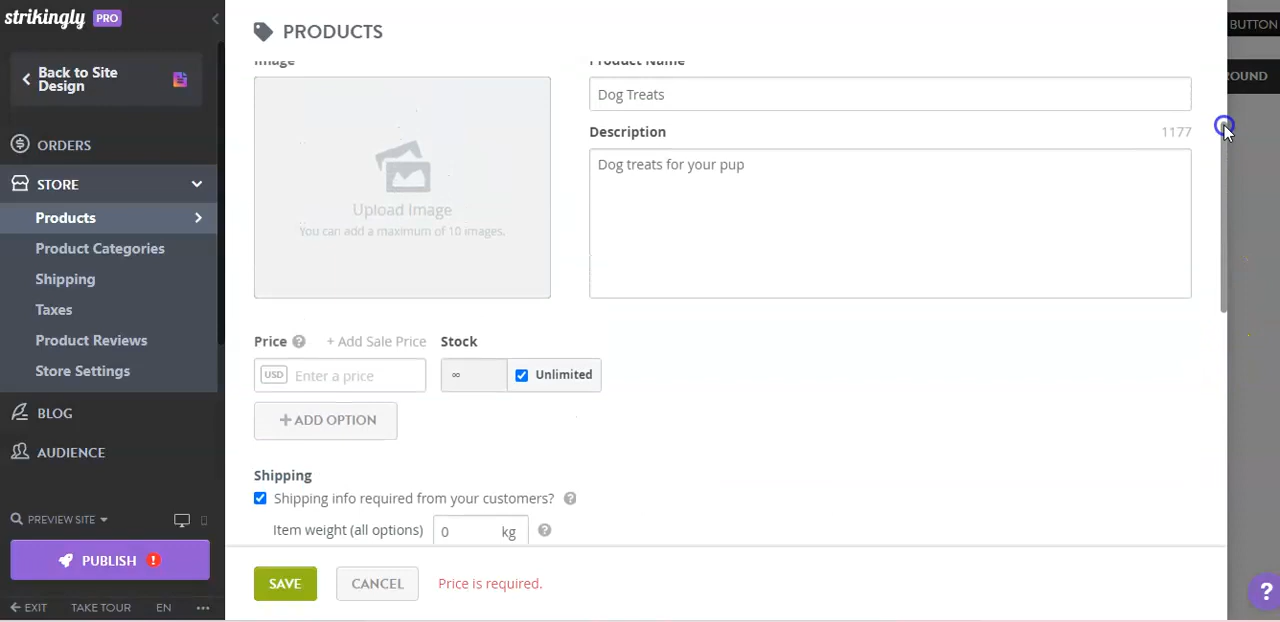 strikingly PRO
Back to Site
Design
ORDERS
STORE
Products
Product Categories
Shipping
Taxes
Product Reviews
Store Settings
BLOG
AUDIENCE
PREVIEW SITE
PUBLISH !
EXIT TAKE TOUR EN ...
PRODUCTS
Image
Upload Image
You can add a maximum of 10 images.
Product Name
Dog Treats
Description 1177
Dog treats for your pup
Price ? + Add Sale Price Stock
USD Enter a price ∞ Unlimited
+ ADD OPTION
Shipping
Shipping info required from your customers? ?
Item weight (all options) 0 kg ?
SAVE CANCEL Price is required.
BUTTON
OUND
?